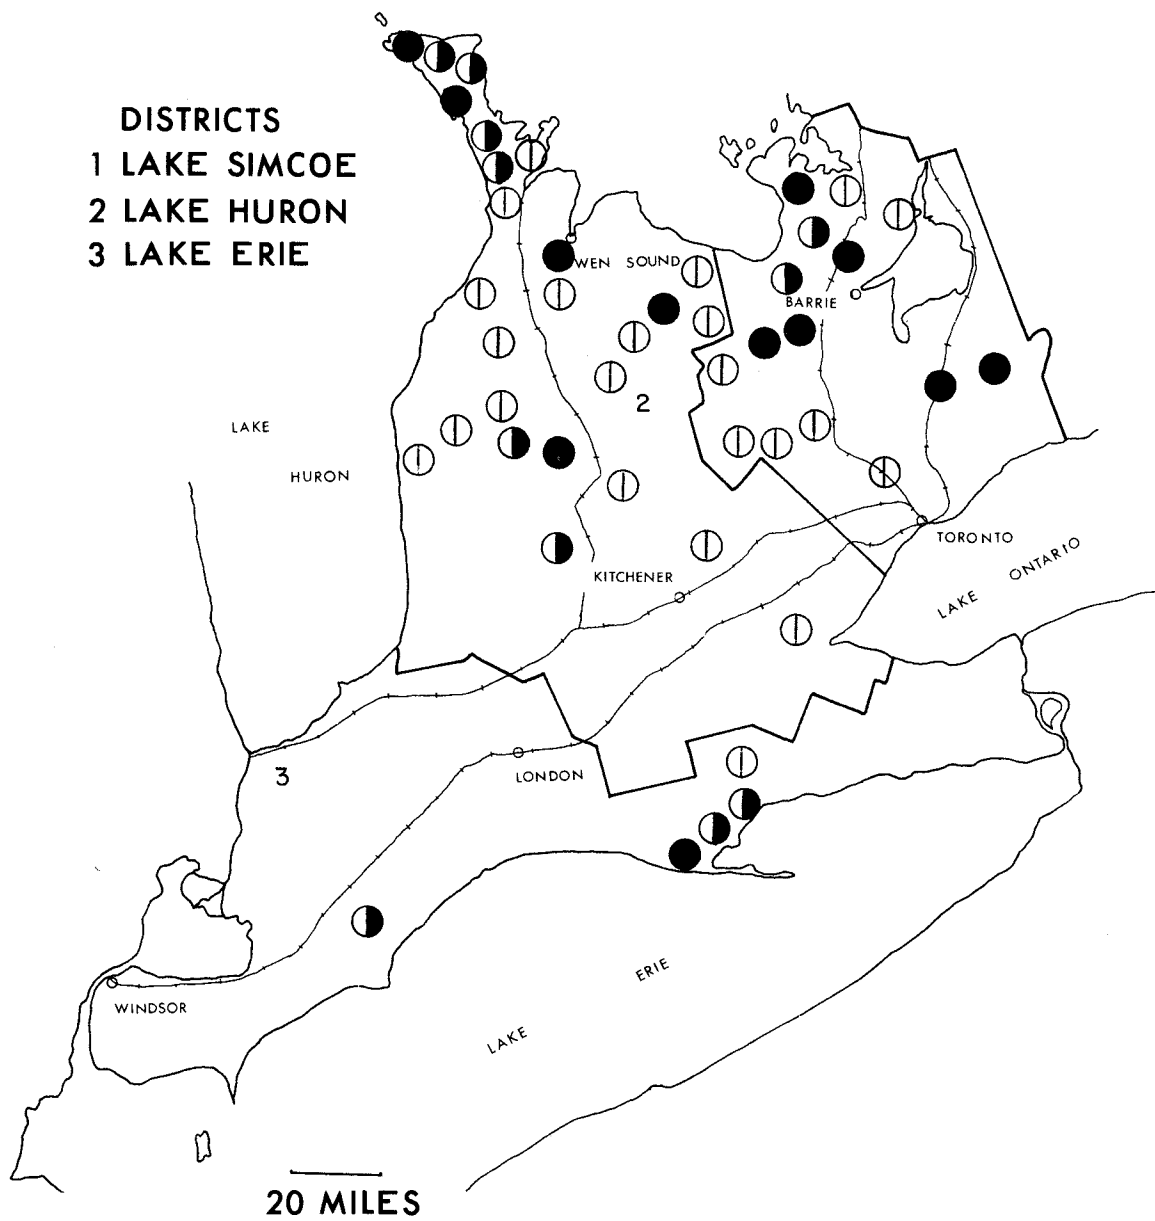 DISTRICTS
1 LAKE SIMCOE
2 LAKE HURON
3 LAKE ERIE
WEN SOUND
BARRIE
2
LAKE
HURON
TORONTO
KITCHENER
LAKE ONTARIO
3
LONDON
ERIE
WINDSOR
LAKE
20 MILES